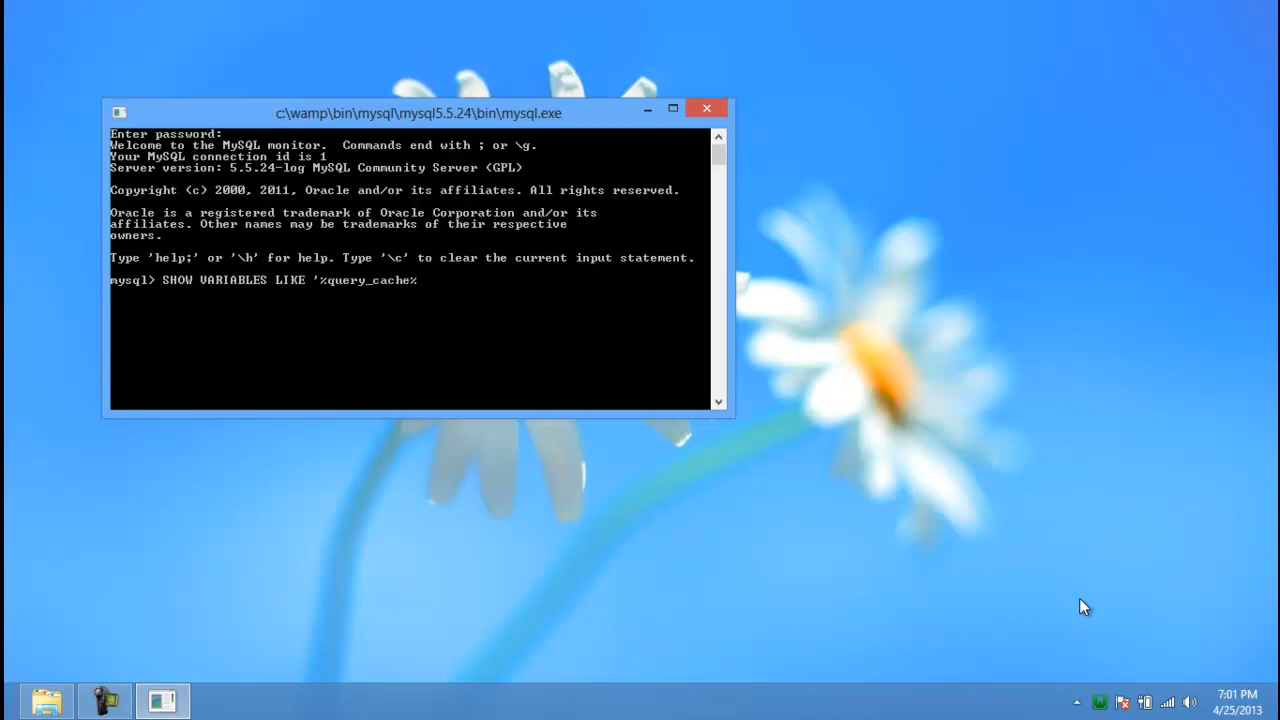 c:\wamp\bin\mysql\mysql5.5.24\bin\mysql.exe
Enter password:
Welcome to the MySQL monitor.  Commands end with ; or \g.
Your MySQL connection id is 1
Server version: 5.5.24-log MySQL Community Server (GPL)
Copyright (c) 2000, 2011, Oracle and/or its affiliates. All rights reserved.
Oracle is a registered trademark of Oracle Corporation and/or its
affiliates. Other names may be trademarks of their respective
owners.
Type 'help;' or '\h' for help. Type '\c' to clear the current input statement.
mysql> SHOW VARIABLES LIKE '%query_cache%
7:01 PM
4/25/2013